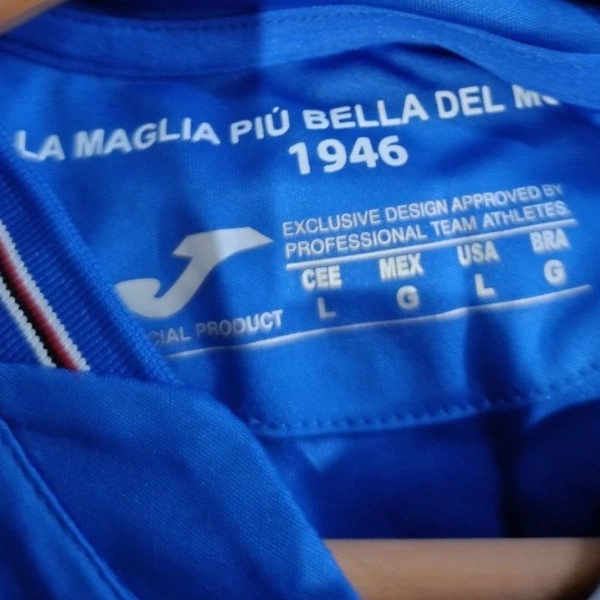 LA MAGLIA PIÚ BELLA DEL
1946
EXCLUSIVE DESIGN APPROVED BY
PROFESSIONAL TEAM ATHLETES.
CEE MEX USA BRA
L G L G
PRODUCT